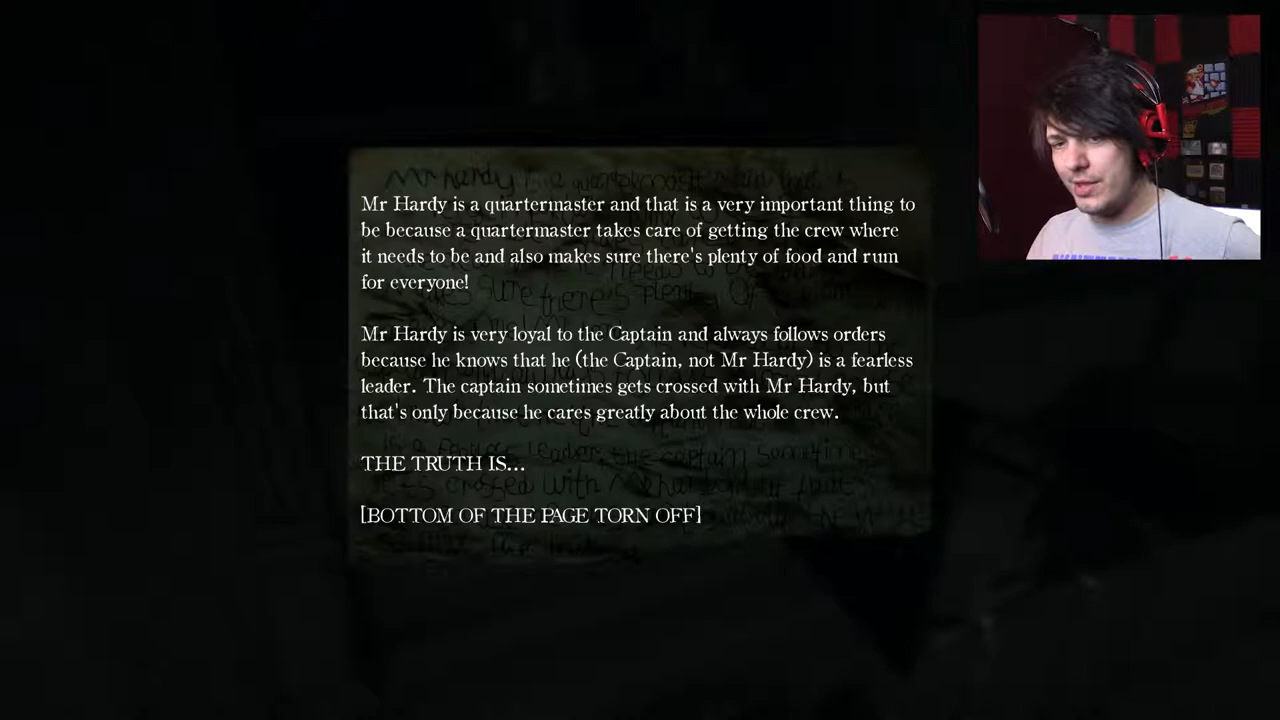 Mr Hardy is a quartermaster and that is a very important thing to
be because a quartermaster takes care of getting the crew where
it needs to be and also makes sure there's plenty of food and rum
for everyone!
Mr Hardy is very loyal to the Captain and always follows orders
because he knows that he (the Captain, not Mr Hardy) is a fearless
leader. The captain sometimes gets crossed with Mr Hardy, but
that's only because he cares greatly about the whole crew.
THE TRUTH IS...
[BOTTOM OF THE PAGE TORN OFF]